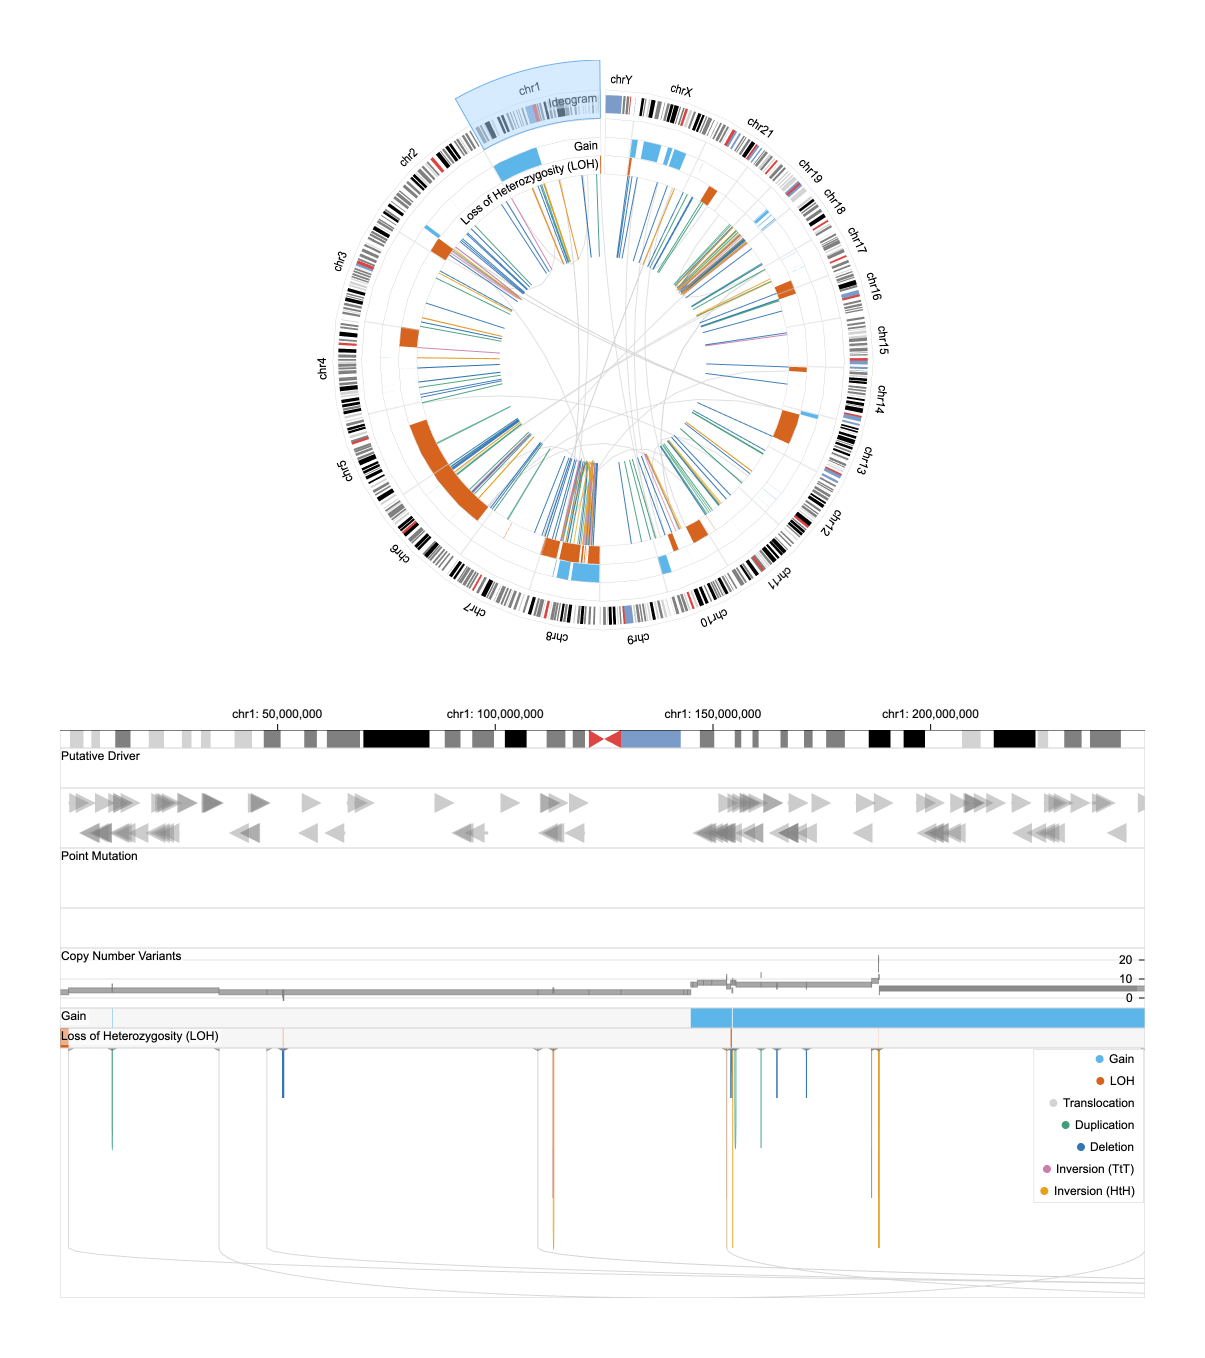 chrY
chrX
chr21
chr19
chr18
chr17
chr16
chr15
chr14
chr13
chr12
chr11
chr10
chr9
chr8
chr7
chr6
chr5
chr4
chr3
chr2
chr1
Ideogram
Gain
Loss of Heterozygosity (LOH)
chr1: 50,000,000
chr1: 100,000,000
chr1: 150,000,000
chr1: 200,000,000
Putative Driver
Point Mutation
Copy Number Variants
20
10
0
Gain
Loss of Heterozygosity (LOH)
Gain
LOH
Translocation
Duplication
Deletion
Inversion (TtT)
Inversion (HtH)